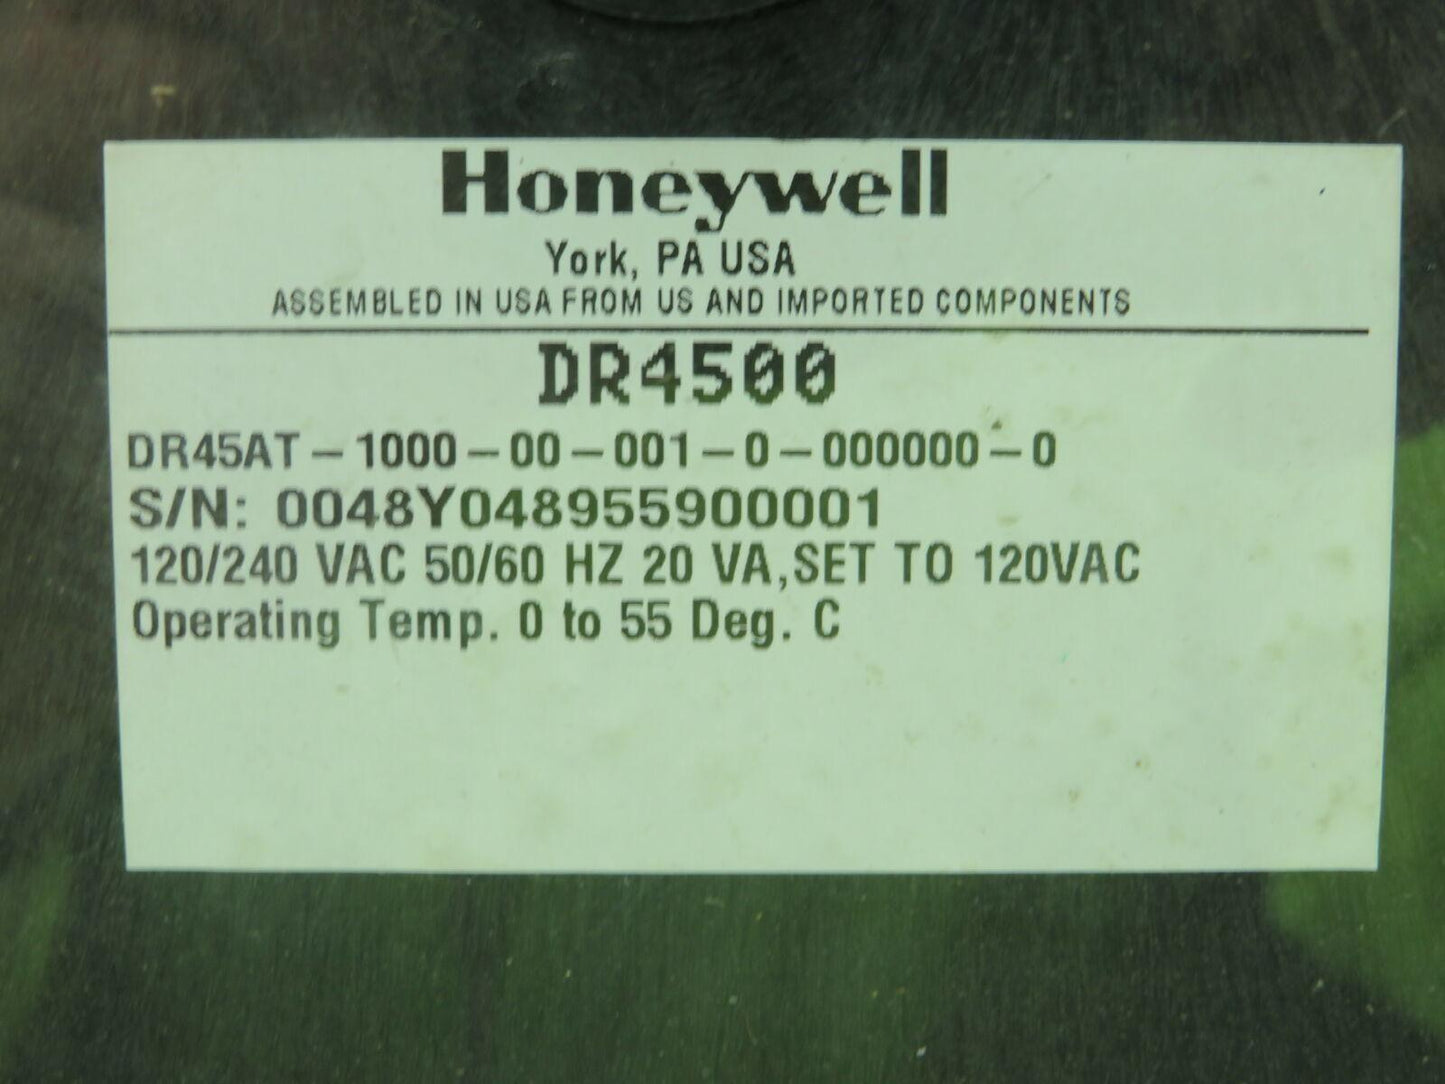 Honeywell
York, PA USA
ASSEMBLED IN USA FROM US AND IMPORTED COMPONENTS
DR4500
DR45AT-1000-00-001-0-000000-0
S/N: 0048Y048955900001
120/240 VAC 50/60 HZ 20 VA,SET TO 120VAC
Operating Temp. 0 to 55 Deg. C